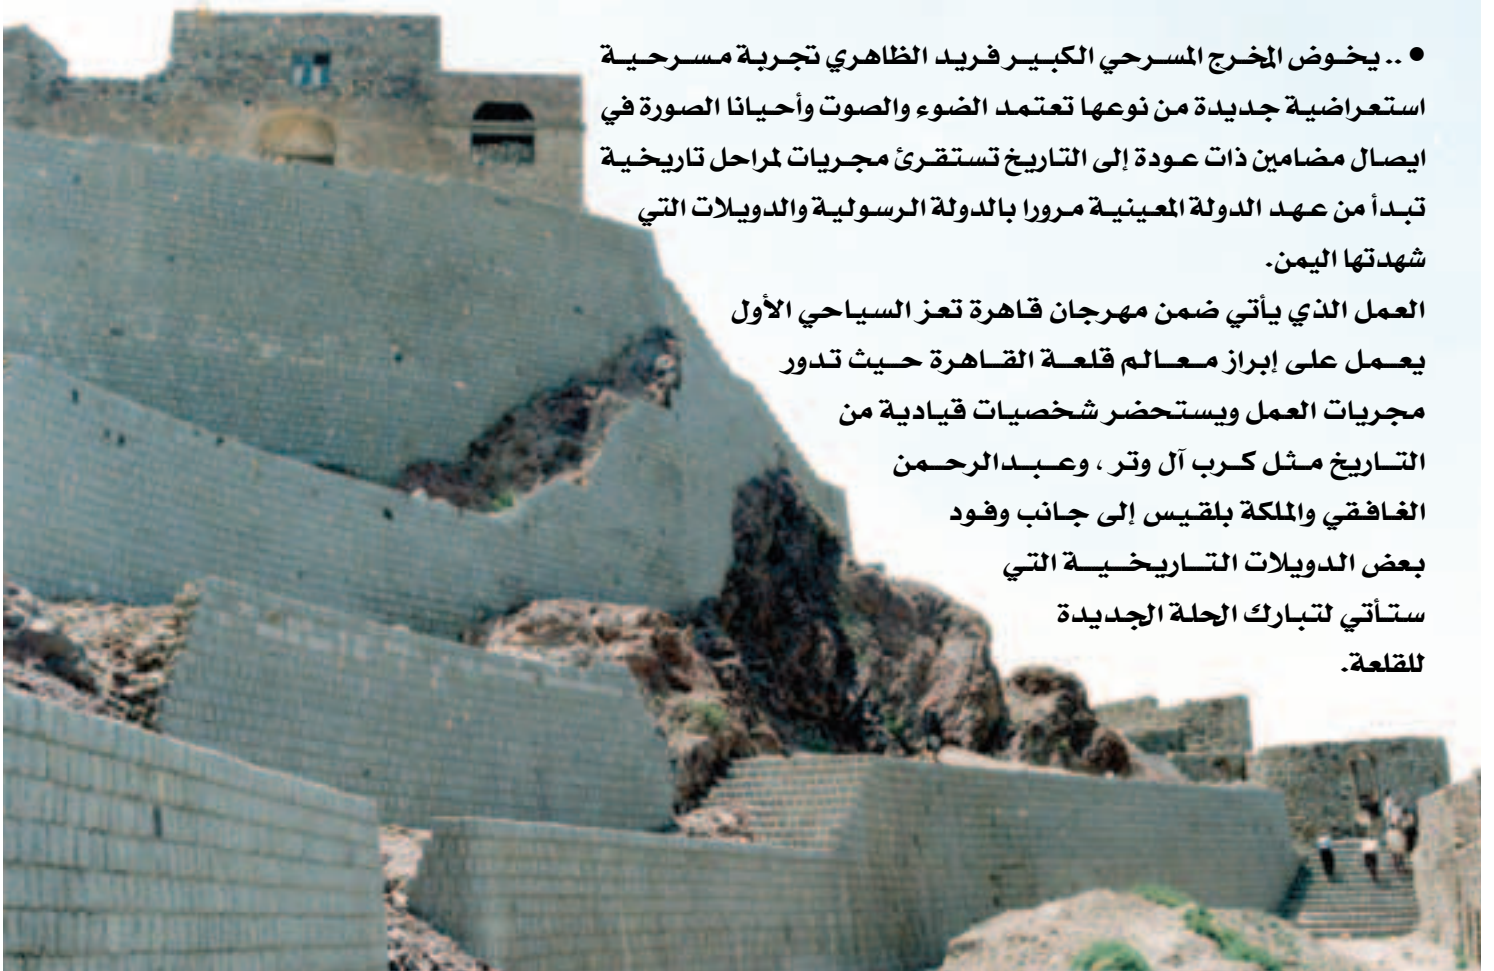 • .. يخوض المخرج المسرحي الكبير فريد الظاهري تجربة مسرحية
استعراضية جديدة من نوعها تعتمد الضوء والصوت وأحيانا الصورة في
ايصال مضامين ذات عودة إلى التاريخ تستقرئ مجريات لمراحل تاريخية
تبدأ من عهد الدولة المعينية مرورا بالدولة الرسولية والدويلات التي
شهدتها اليمن.
العمل الذي يأتي ضمن مهرجان قاهرة تعز السياحي الأول
يعمل على إبراز معالم قلعة القاهرة حيث تدور
مجريات العمل ويستحضر شخصيات قيادية من
التاريخ مثل كرب آل وتر ، وعبدالرحمن
الغافقي والملكة بلقيس إلى جانب وفود
بعض الدويلات التاريخية التي
ستأتي لتبارك الحلة الجديدة
للقلعة.